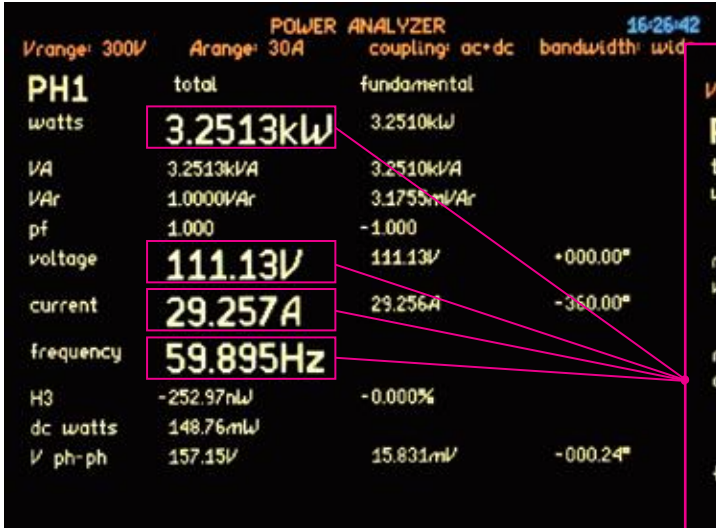 POWER ANALYZER 16:26:42
Vrange: 300V Arange: 30A coupling: ac+dc bandwidth: wide
PH1 total fundamental
watts 3.2513kW 3.2510kW
VA 3.2513kVA 3.2510kVA
VAr 1.0000VAr 3.1755mVAr
pf 1.000 -1.000
voltage 111.13V 111.13V +000.00°
current 29.257A 29.256A -360.00°
frequency 59.895Hz
H3 -252.97nW -0.000%
dc watts 148.76mW
V ph-ph 157.15V 15.831mV -000.24°